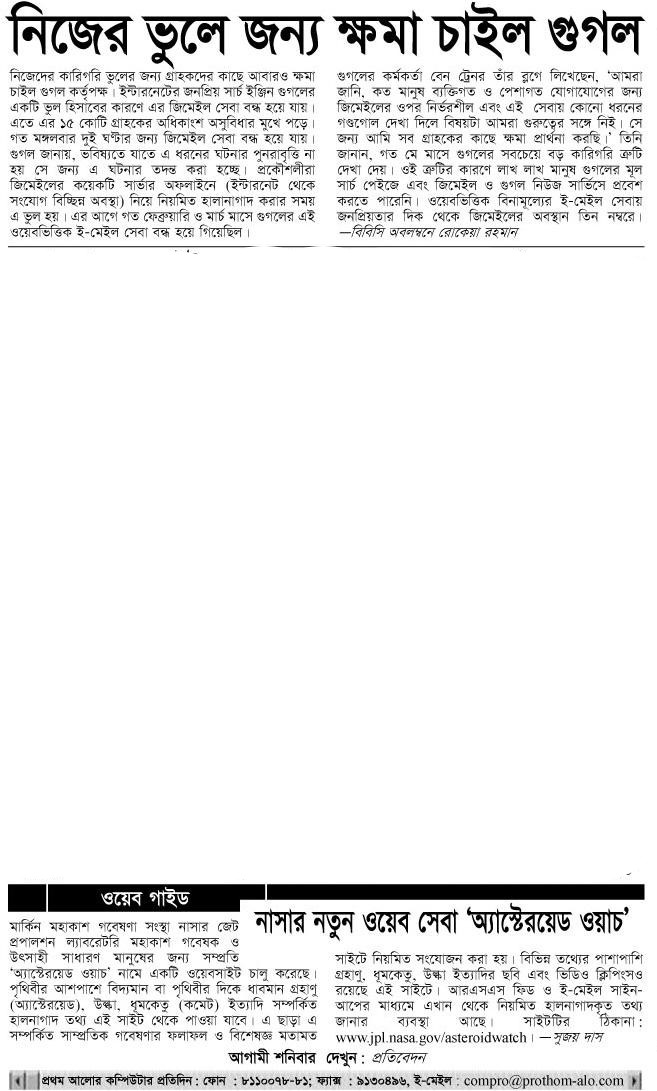 নিজের ভুলে জন্য ক্ষমা চাইল গুগল
নিজেদের কারিগরি ভুলের জন্য গ্রাহকদের কাছে আবারও ক্ষমা
চাইল গুগল কর্তৃপক্ষ। ইন্টারনেটের জনপ্রিয় সার্চ ইঞ্জিন গুগলের
একটি ভুল হিসাবের কারণে এর জিমেইল সেবা বন্ধ হয়ে যায়।
এতে এর ১৫ কোটি গ্রাহকের অধিকাংশ অসুবিধার মুখে পড়ে।
গত মঙ্গলবার দুই ঘণ্টার জন্য জিমেইল সেবা বন্ধ হয়ে যায়।
গুগল জানায়, ভবিষ্যতে যাতে এ ধরনের ঘটনার পুনরাবৃত্তি না
হয় সে জন্য এ ঘটনার তদন্ত করা হচ্ছে। প্রকৌশলীরা
জিমেইলের কয়েকটি সার্ভার অফলাইনে (ইন্টারনেট থেকে
সংযোগ বিচ্ছিন্ন অবস্থা) নিয়ে নিয়মিত হালানাগাদ করার সময়
এ ভুল হয়। এর আগে গত ফেব্রুয়ারি ও মার্চ মাসে গুগলের এই
ওয়েবভিত্তিক ই-মেইল সেবা বন্ধ হয়ে গিয়েছিল।
গুগলের কর্মকর্তা বেন ট্রেনর তাঁর ব্লগে লিখেছেন, ‘আমরা
জানি, কত মানুষ ব্যক্তিগত ও পেশাগত যোগাযোগের জন্য
জিমেইলের ওপর নির্ভরশীল এবং এই সেবায় কোনো ধরনের
গণ্ডগোল দেখা দিলে বিষয়টা আমরা গুরুত্বের সঙ্গে নিই। সে
জন্য আমি সব গ্রাহকের কাছে ক্ষমা প্রার্থনা করছি।’ তিনি
জানান, গত মে মাসে গুগলের সবচেয়ে বড় কারিগরি ত্রুটি
দেখা দেয়। ওই ত্রুটির কারণে লাখ লাখ মানুষ গুগলের মূল
সার্চ পেইজে এবং জিমেইল ও গুগল নিউজ সার্ভিসে প্রবেশ
করতে পারেনি। ওয়েবভিত্তিক বিনামূল্যের ই-মেইল সেবায়
জনপ্রিয়তার দিক থেকে জিমেইলের অবস্থান তিন নম্বরে।
—বিবিসি অবলম্বনে রোকেয়া রহমান
ওয়েব গাইড
নাসার নতুন ওয়েব সেবা ‘অ্যাস্টেরয়েড ওয়াচ’
মার্কিন মহাকাশ গবেষণা সংস্থা নাসার জেট
প্রপালশন ল্যাবরেটরি মহাকাশ গবেষক ও
উৎসাহী সাধারণ মানুষের জন্য সম্প্রতি
‘অ্যাস্টেরয়েড ওয়াচ’ নামে একটি ওয়েবসাইট চালু করেছে।
পৃথিবীর আশপাশে বিদ্যমান বা পৃথিবীর দিকে ধাবমান গ্রহাণু
(অ্যাস্টেরয়েড), উল্কা, ধূমকেতু (কমেট) ইত্যাদি সম্পর্কিত
হালনাগাদ তথ্য এই সাইট থেকে পাওয়া যাবে। এ ছাড়া এ
সম্পর্কিত সাম্প্রতিক গবেষণার ফলাফল ও বিশেষজ্ঞ মতামত
সাইটে নিয়মিত সংযোজন করা হয়। বিভিন্ন তথ্যের পাশাপাশি
গ্রহাণু, ধূমকেতু, উল্কা ইত্যাদির ছবি এবং ভিডিও ক্লিপিংসও
রয়েছে এই সাইটে। আরএসএস ফিড ও ই-মেইল সাইন-
আপের মাধ্যমে এখান থেকে নিয়মিত হালনাগাদকৃত তথ্য
জানার ব্যবস্থা আছে। সাইটটির ঠিকানা:
www.jpl.nasa.gov/asteroidwatch। —সুজয় দাস
আগামী শনিবার দেখুন : প্রতিবেদন
প্রথম আলোর কম্পিউটার প্রতিদিন : ফোন : ৮১১০০৭৮-৮১; ফ্যাক্স : ৯১৩০৪৯৬, ই-মেইল : compro@prothom-alo.com